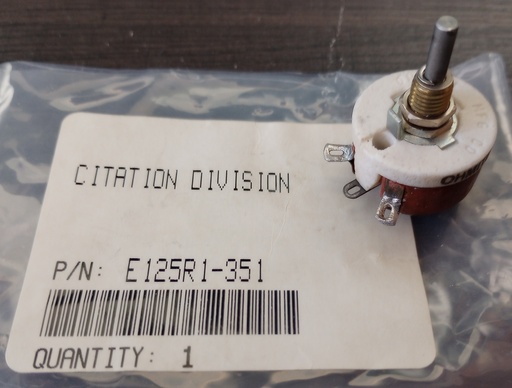 CITATION DIVISION
P/N: E125R1-351
QUANTITY: 1